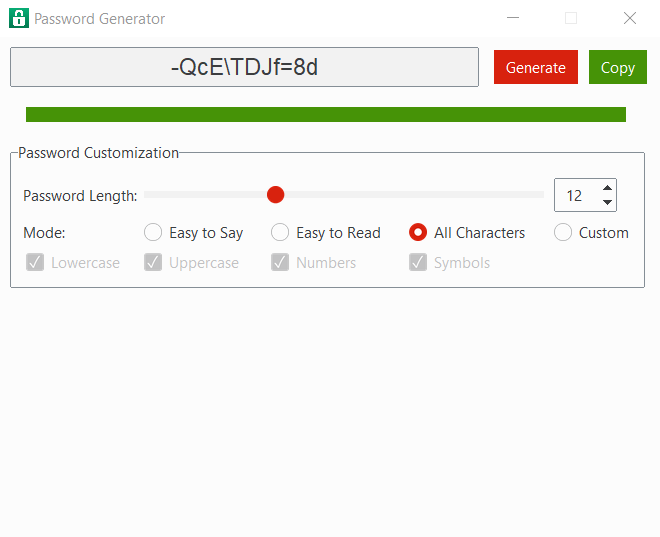 Password Generator
-QcE\TDJf=8d Generate Copy
Password Customization
Password Length: 12
Mode: Easy to Say Easy to Read All Characters Custom
Lowercase Uppercase Numbers Symbols